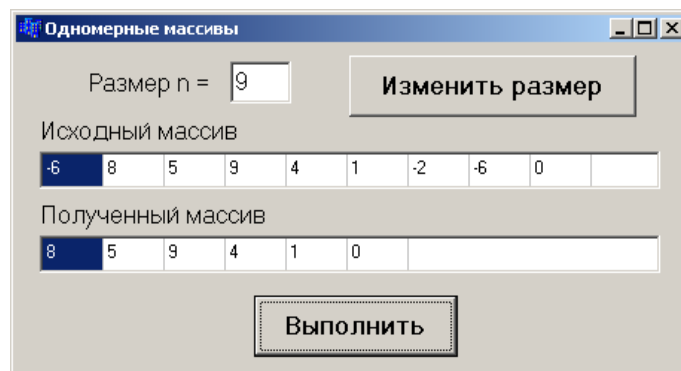 Одномерные массивы
Размер n = 9 Изменить размер
Исходный массив
-6 8 5 9 4 1 -2 -6 0
Полученный массив
8 5 9 4 1 0
Выполнить